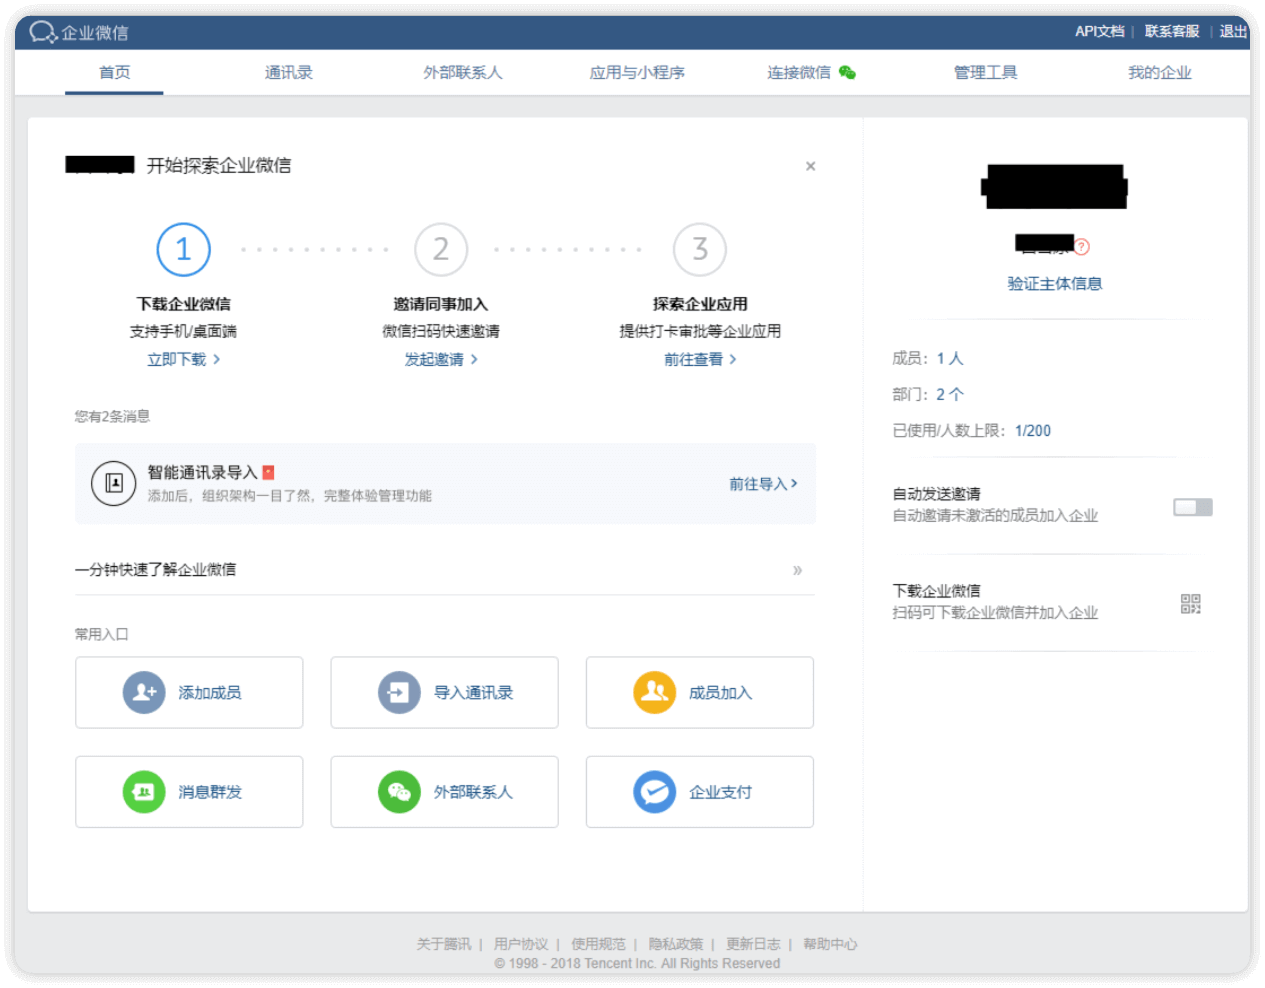 企业微信
API文档 | 联系客服 | 退出
首页 通讯录 外部联系人 应用与小程序 连接微信 管理工具 我的企业
开始探索企业微信 ×
1 2 3
下载企业微信 邀请同事加入 探索企业应用
支持手机/桌面端 微信扫码快速邀请 提供打卡审批等企业应用
立即下载 > 发起邀请 > 前往查看 >
您有2条消息
智能通讯录导入
添加后，组织架构一目了然，完整体验管理功能
前往导入 >
一分钟快速了解企业微信 »
常用入口
添加成员 导入通讯录 成员加入
消息群发 外部联系人 企业支付
?
验证主体信息
成员：1 人
部门：2 个
已使用/人数上限：1/200
自动发送邀请
自动邀请未激活的成员加入企业
下载企业微信
扫码可下载企业微信并加入企业
关于腾讯 | 用户协议 | 使用规范 | 隐私政策 | 更新日志 | 帮助中心
© 1998 - 2018 Tencent Inc. All Rights Reserved